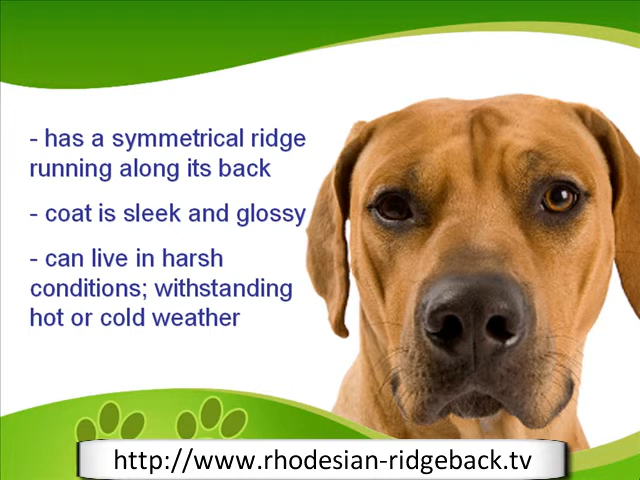 - has a symmetrical ridge
running along its back
- coat is sleek and glossy
- can live in harsh
conditions; withstanding
hot or cold weather
http://www.rhodesian-ridgeback.tv